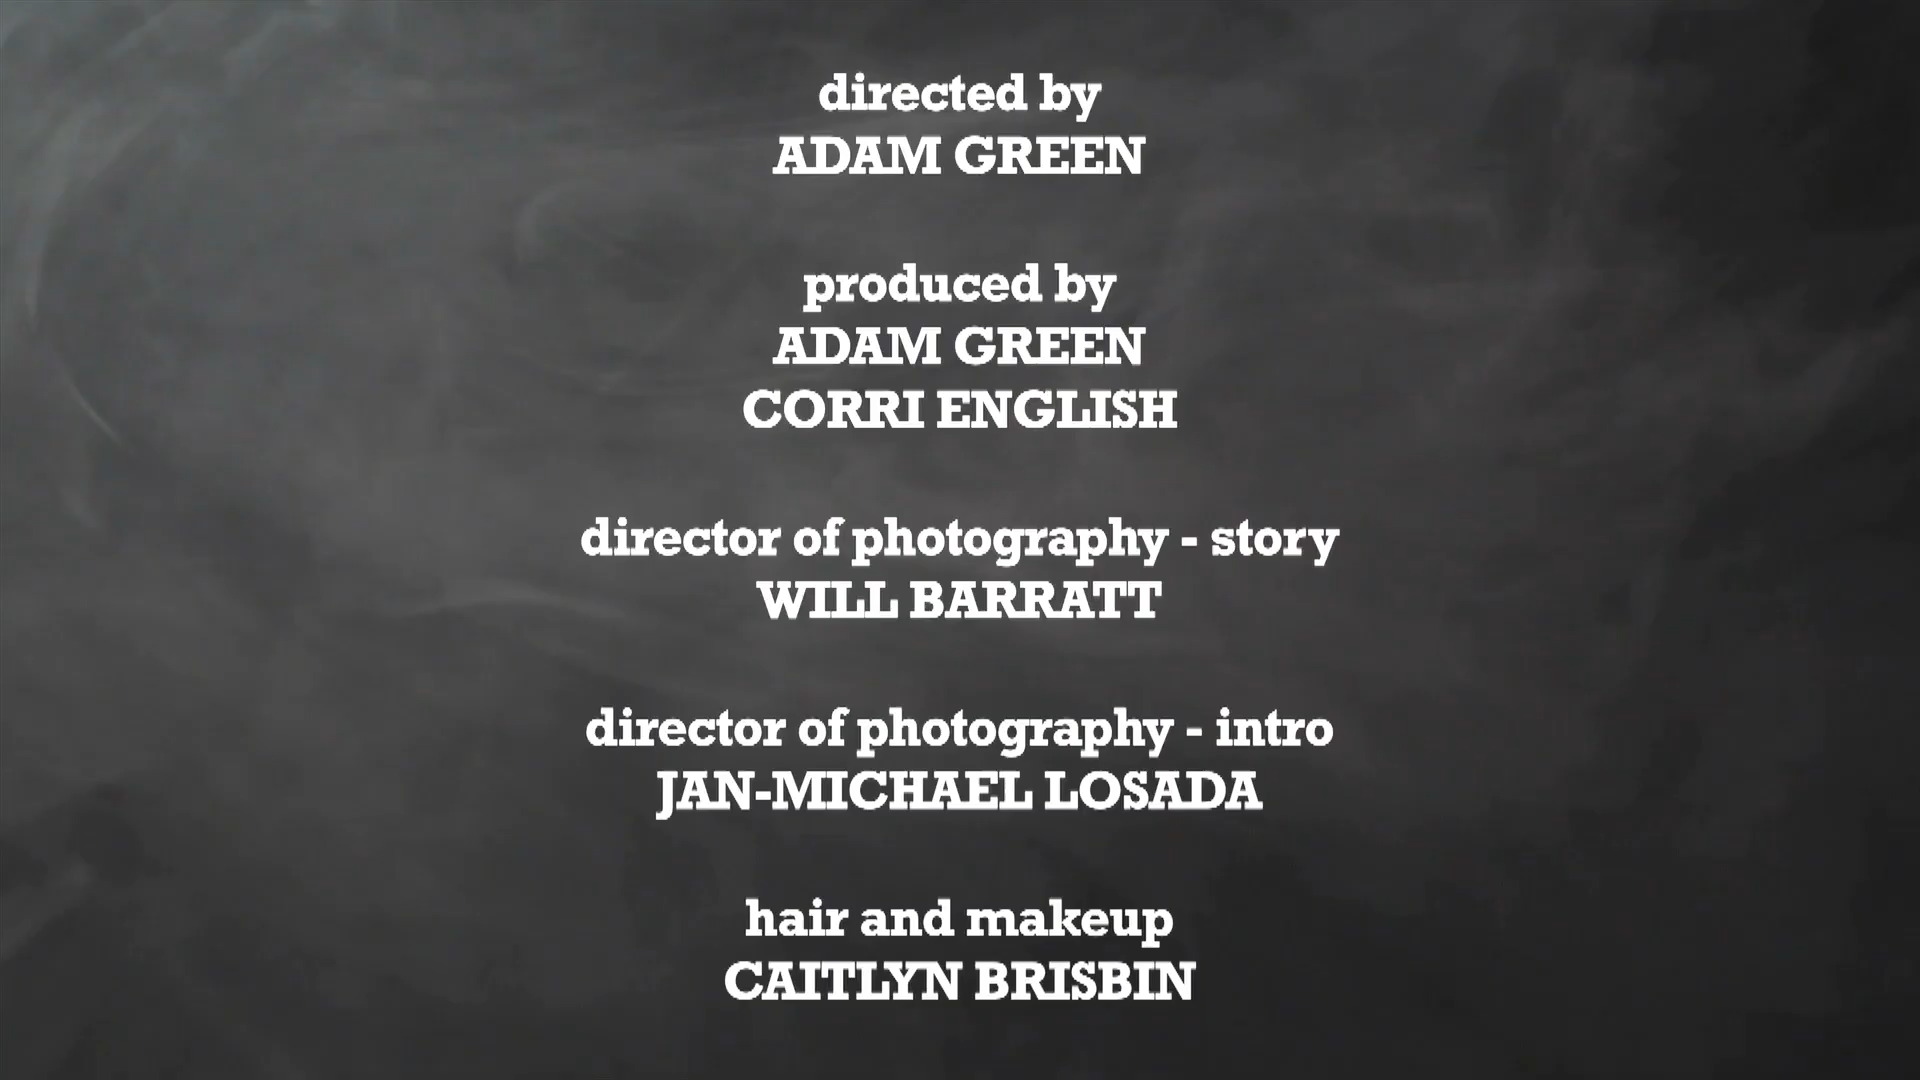 directed by
ADAM GREEN
produced by
ADAM GREEN
CORRI ENGLISH
director of photography - story
WILL BARRATT
director of photography - intro
JAN-MICHAEL LOSADA
hair and makeup
CAITLYN BRISBIN